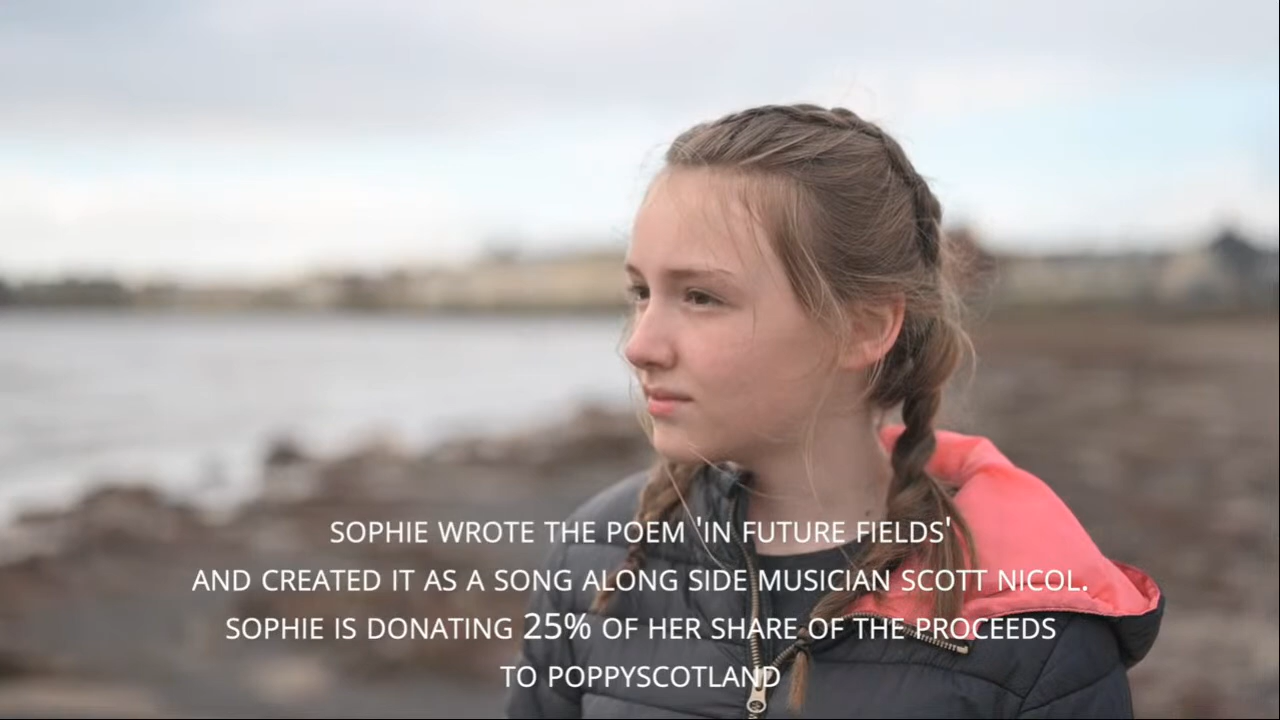 SOPHIE WROTE THE POEM 'IN FUTURE FIELDS'
AND CREATED IT AS A SONG ALONG SIDE MUSICIAN SCOTT NICOL.
SOPHIE IS DONATING 25% OF HER SHARE OF THE PROCEEDS
TO POPPYSCOTLAND